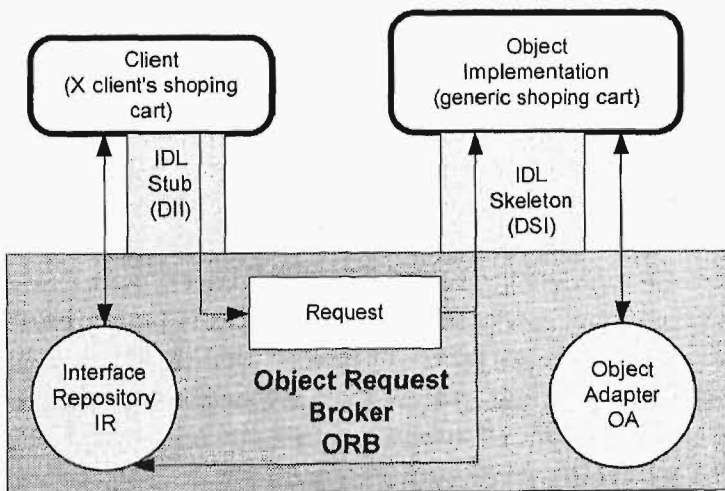 Client
(X client's shoping
cart)
Object
Implementation
(generic shoping cart)
IDL
Stub
(DII)
IDL
Skeleton
(DSI)
Request
Interface
Repository
IR
Object Request
Broker
ORB
Object
Adapter
OA